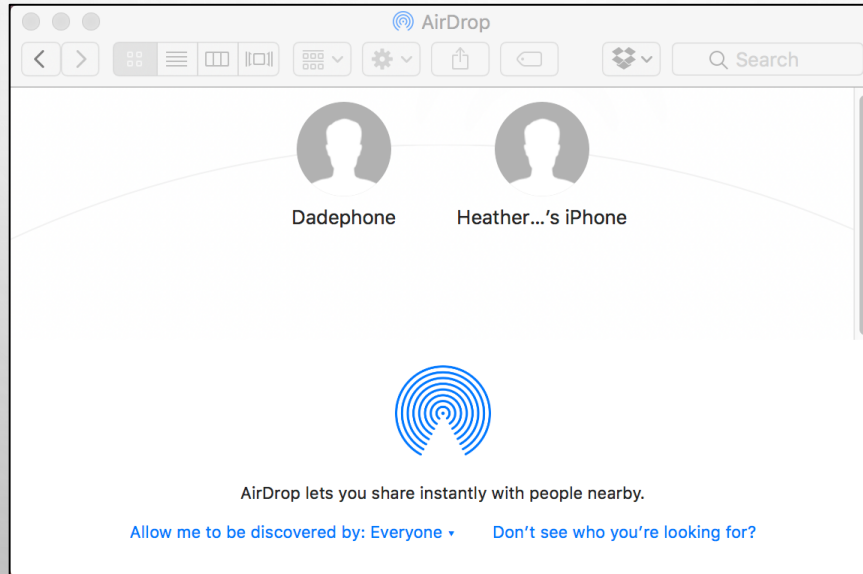 AirDrop
Search
Dadephone
Heather...’s iPhone
AirDrop lets you share instantly with people nearby.
Allow me to be discovered by: Everyone
Don’t see who you’re looking for?